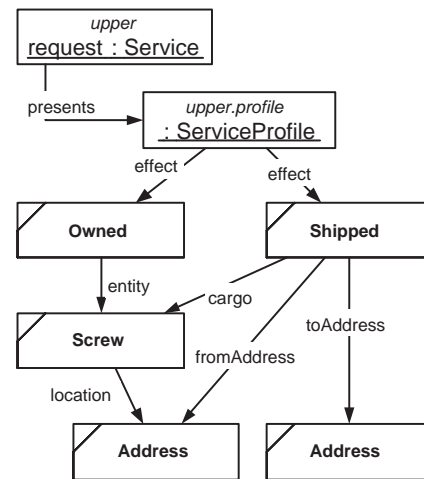 upper
request : Service
presents
upper.profile
: ServiceProfile
effect
effect
Owned
Shipped
entity
cargo
toAddress
Screw
fromAddress
location
Address
Address